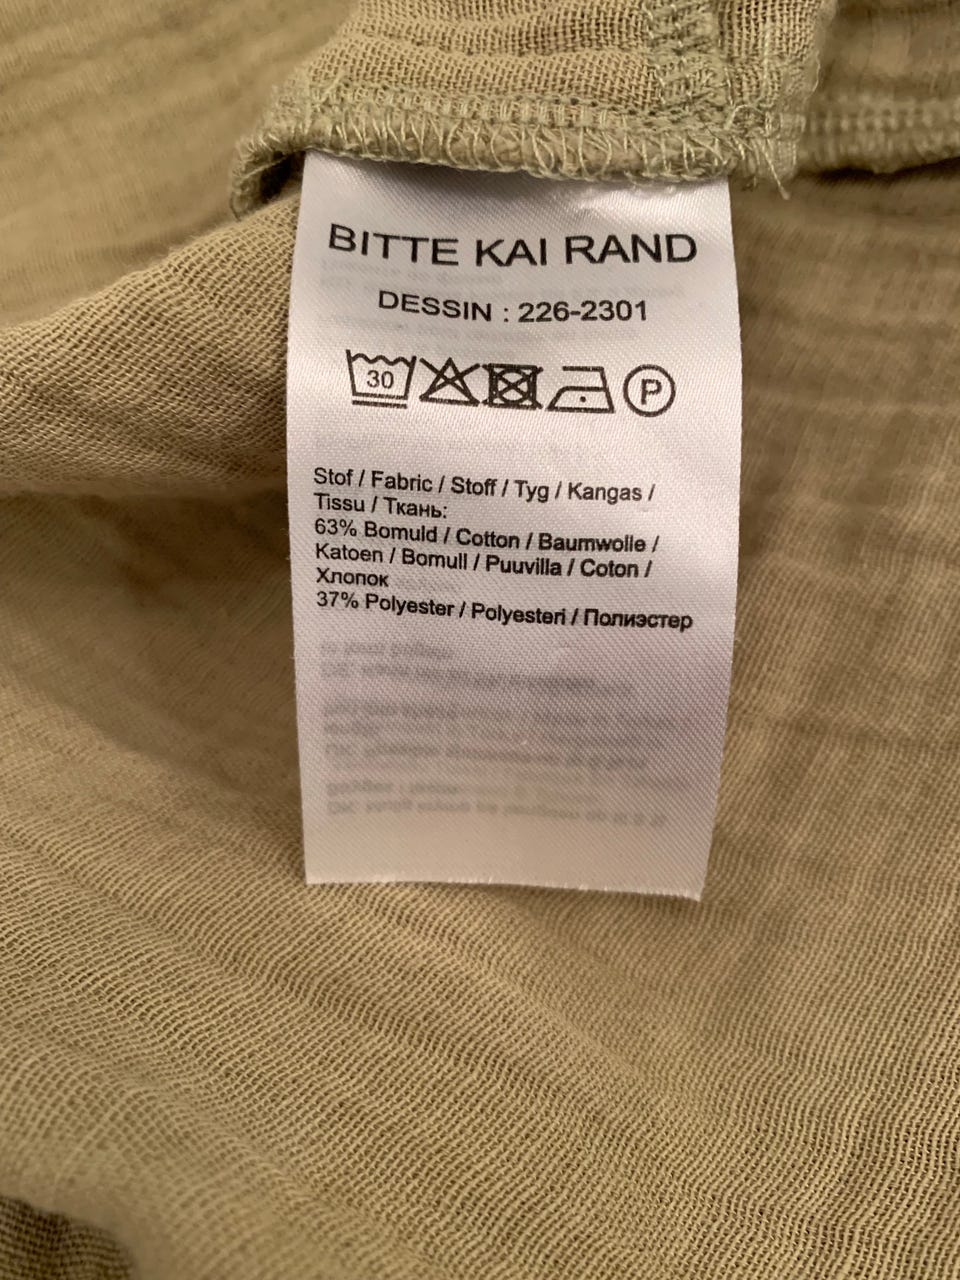 BITTE KAI RAND
DESSIN : 226-2301
30 P
Stof / Fabric / Stoff / Tyg / Kangas /
Tissu / Ткань:
63% Bomuld / Cotton / Baumwolle /
Katoen / Bomull / Puuvilla / Coton /
Хлопок
37% Polyester / Polyesteri / Полиэстер